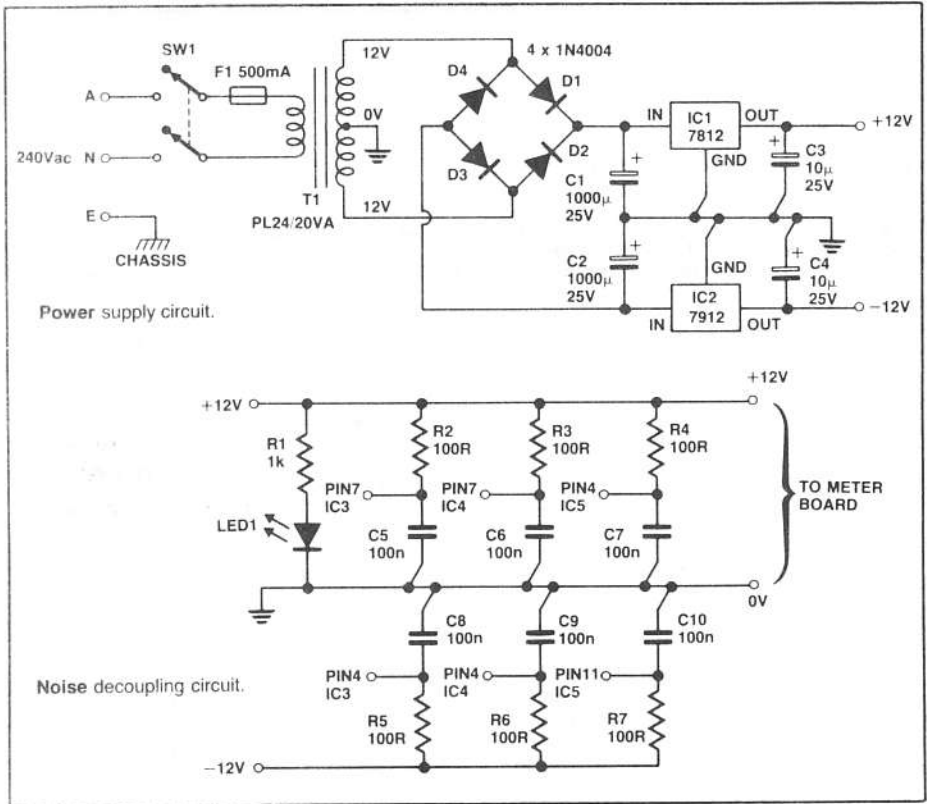 SW1
F1 500mA
A
240Vac N
E
CHASSIS
12V
0V
12V
T1
PL24/20VA
4 x 1N4004
D4
D1
D3
D2
IN
IC1
7812
OUT
GND
+12V
+
C1
1000μ
25V
+
C3
10μ
25V
+
C2
1000μ
25V
GND
+
C4
10μ
25V
IN
IC2
7912
OUT
−12V
Power supply circuit.
+12V
+12V
R1
1k
R2
100R
R3
100R
R4
100R
PIN7
IC3
PIN7
IC4
PIN4
IC5
TO METER
BOARD
LED1
C5
100n
C6
100n
C7
100n
0V
C8
100n
C9
100n
C10
100n
PIN4
IC3
PIN4
IC4
PIN11
IC5
Noise decoupling circuit.
R5
100R
R6
100R
R7
100R
−12V